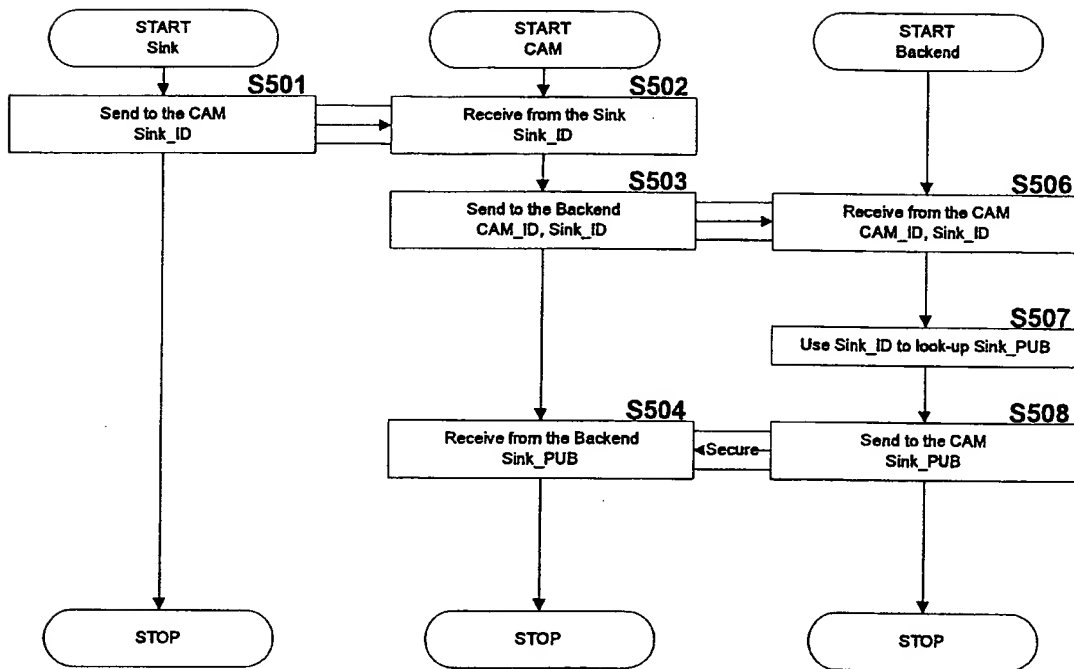 START
Sink
START
CAM
START
Backend
S501
Send to the CAM
Sink_ID
S502
Receive from the Sink
Sink_ID
S503
Send to the Backend
CAM_ID, Sink_ID
S506
Receive from the CAM
CAM_ID, Sink_ID
S507
Use Sink_ID to look-up Sink_PUB
S504
Receive from the Backend
Sink_PUB
Secure
S508
Send to the CAM
Sink_PUB
STOP
STOP
STOP